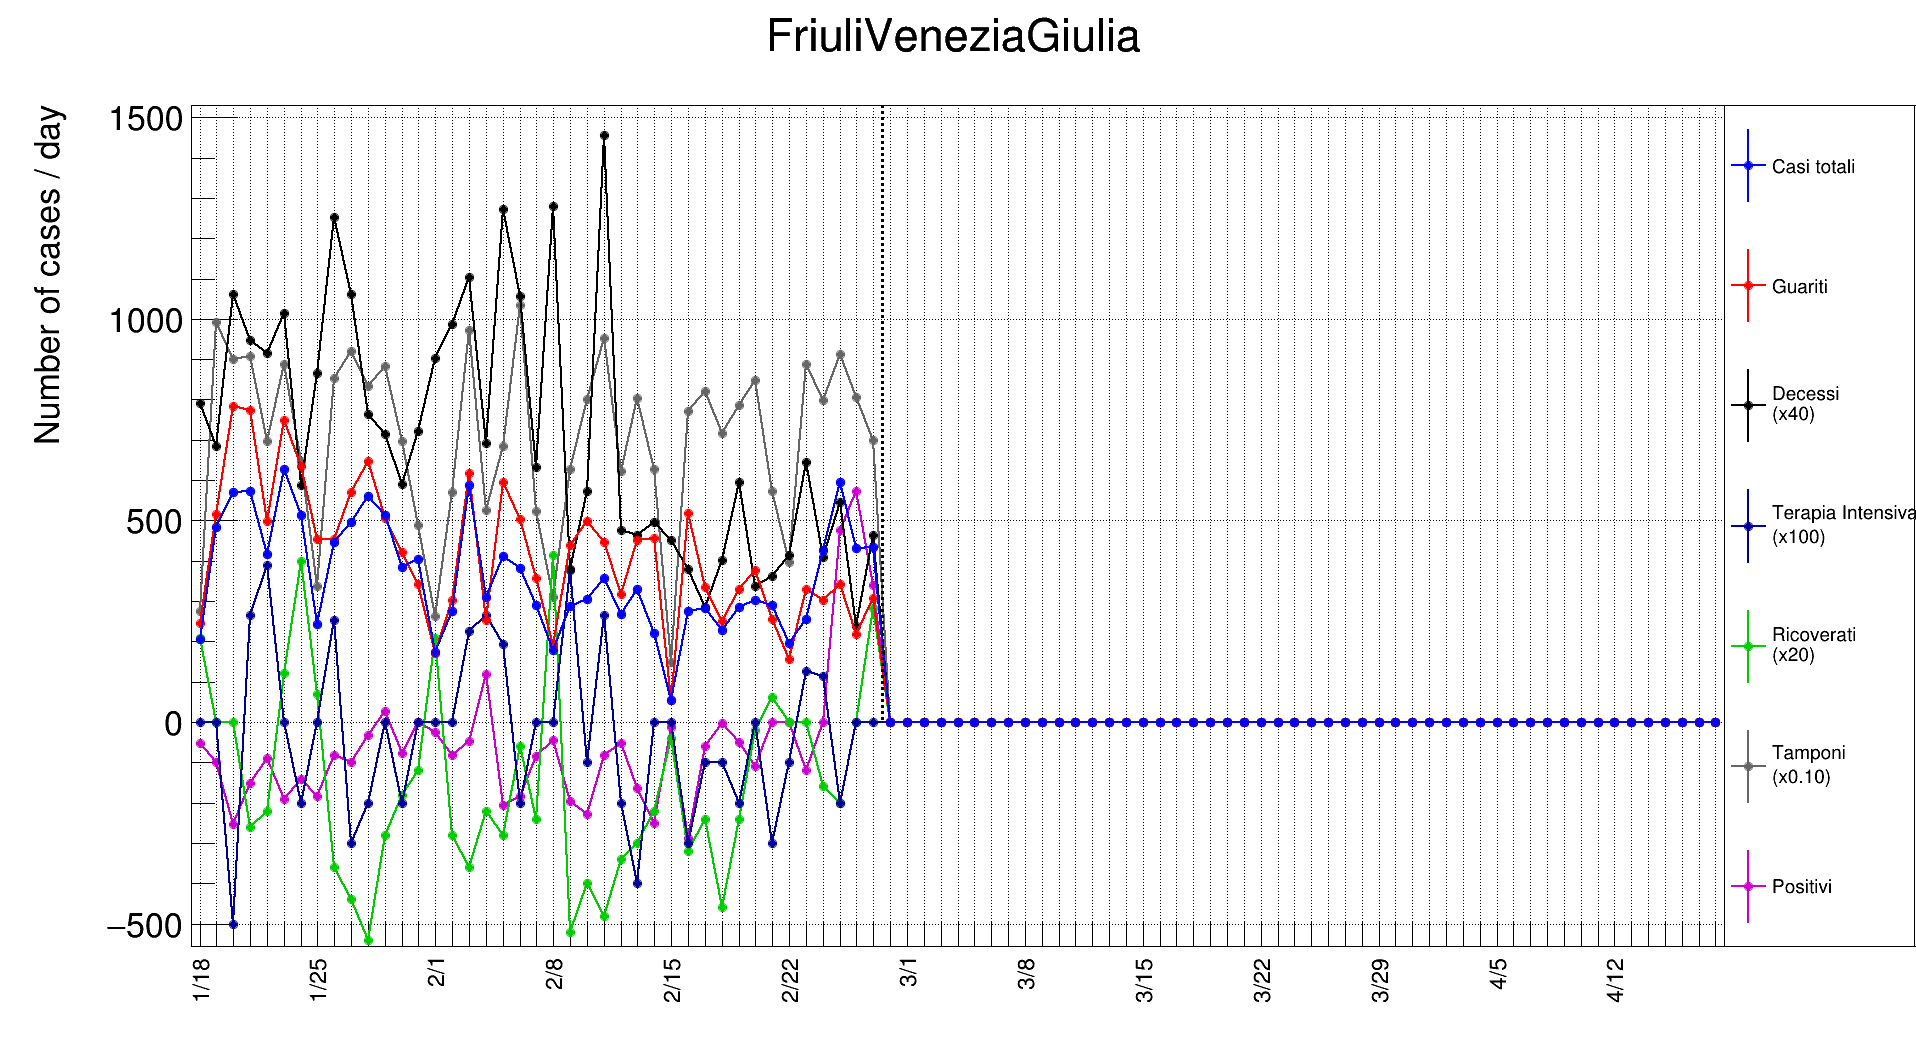 FriuliVeneziaGiulia
Number of cases / day
1500
1000
500
0
−500
1/18
1/25
2/1
2/8
2/15
2/22
3/1
3/8
3/15
3/22
3/29
4/5
4/12
Casi totali
Guariti
Decessi
(x40)
Terapia Intensiva
(x100)
Ricoverati
(x20)
Tamponi
(x0.10)
Positivi